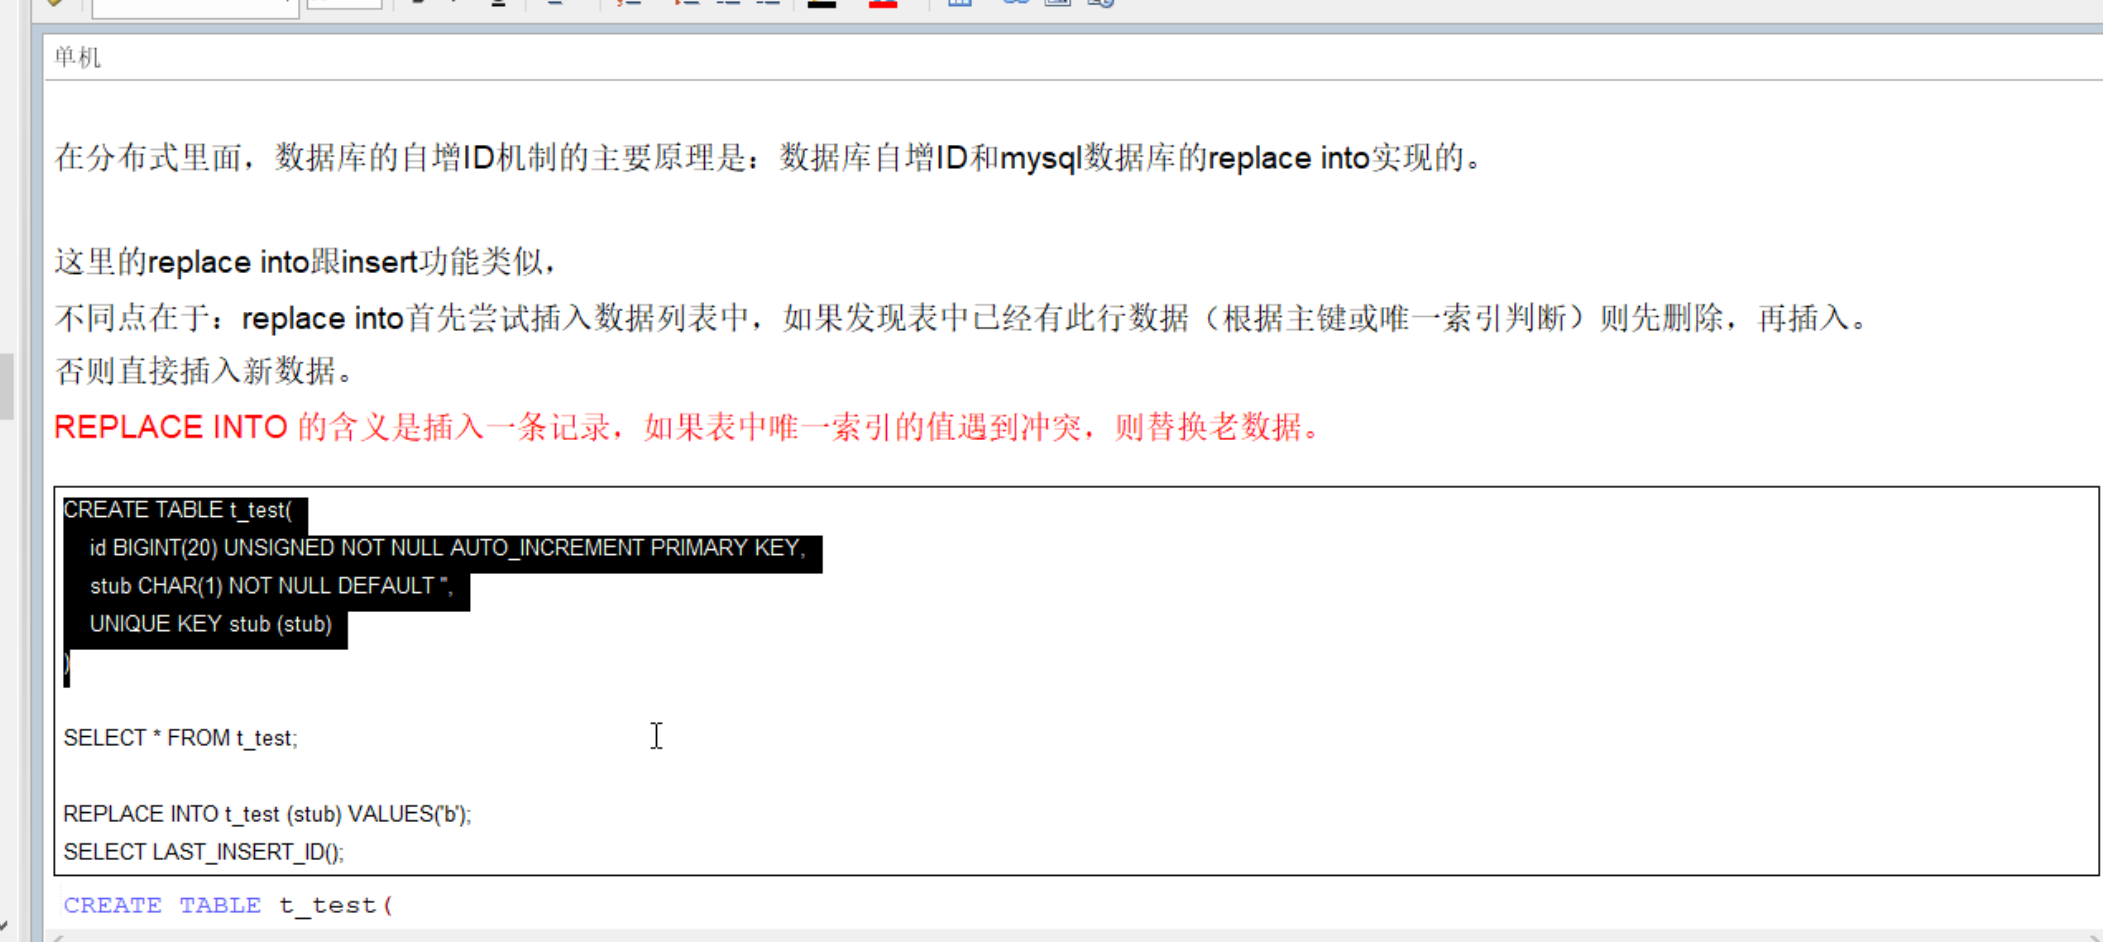 单机
在分布式里面，数据库的自增ID机制的主要原理是：数据库自增ID和mysql数据库的replace into实现的。
这里的replace into跟insert功能类似，
不同点在于：replace into首先尝试插入数据列表中，如果发现表中已经有此行数据（根据主键或唯一索引判断）则先删除，再插入。
否则直接插入新数据。
REPLACE INTO 的含义是插入一条记录，如果表中唯一索引的值遇到冲突，则替换老数据。
CREATE TABLE t_test(
id BIGINT(20) UNSIGNED NOT NULL AUTO_INCREMENT PRIMARY KEY,
stub CHAR(1) NOT NULL DEFAULT '',
UNIQUE KEY stub (stub)
)
SELECT * FROM t_test;
REPLACE INTO t_test (stub) VALUES('b');
SELECT LAST_INSERT_ID();
CREATE TABLE t_test(